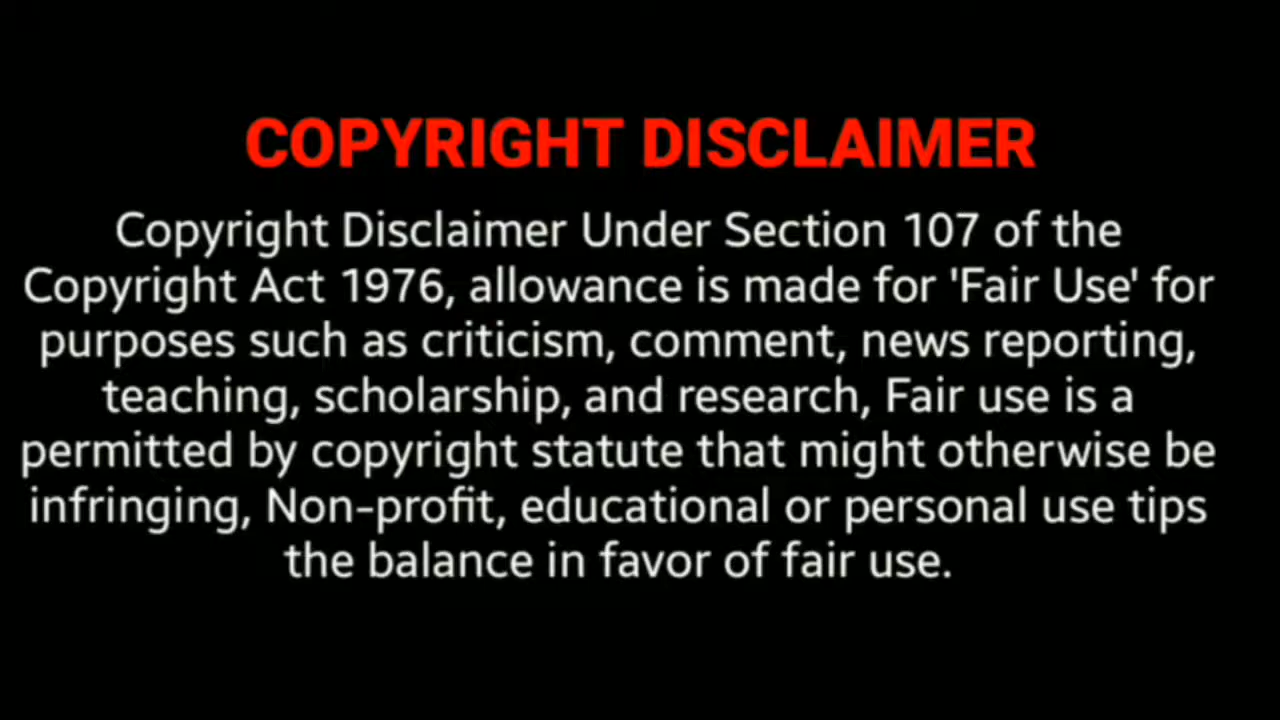 COPYRIGHT DISCLAIMER
Copyright Disclaimer Under Section 107 of the
Copyright Act 1976, allowance is made for 'Fair Use' for
purposes such as criticism, comment, news reporting,
teaching, scholarship, and research, Fair use is a
permitted by copyright statute that might otherwise be
infringing, Non-profit, educational or personal use tips
the balance in favor of fair use.